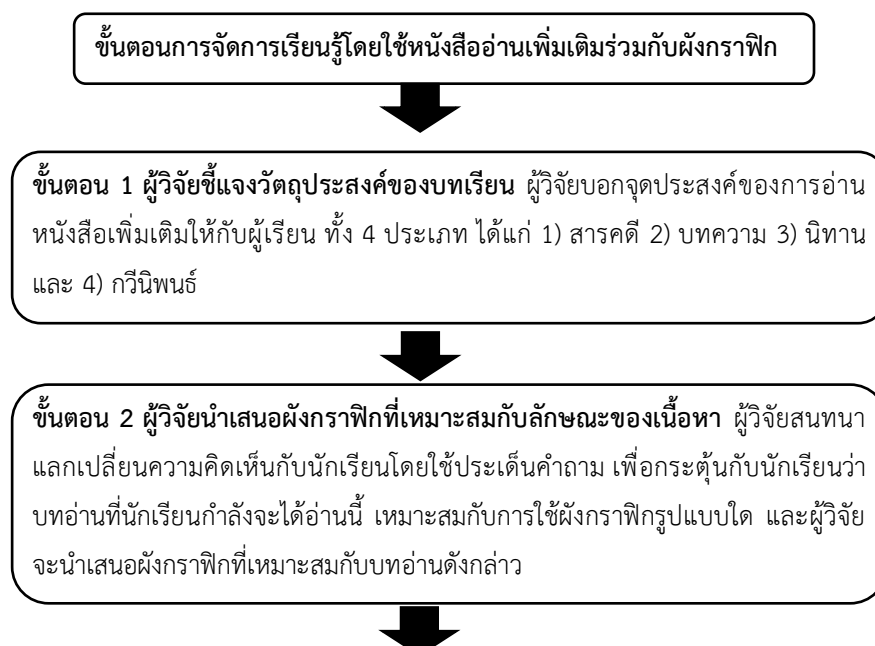 ขั้นตอนการจัดการเรียนรู้โดยใช้หนังสืออ่านเพิ่มเติมร่วมกับผังกราฟิก
ขั้นตอน 1 ผู้วิจัยชี้แจงวัตถุประสงค์ของบทเรียน ผู้วิจัยบอกจุดประสงค์ของการอ่าน
หนังสือเพิ่มเติมให้กับผู้เรียน ทั้ง 4 ประเภท ได้แก่ 1) สารคดี 2) บทความ 3) นิทาน
และ 4) กวีนิพนธ์
ขั้นตอน 2 ผู้วิจัยนำเสนอผังกราฟิกที่เหมาะสมกับลักษณะของเนื้อหา ผู้วิจัยสนทนา
แลกเปลี่ยนความคิดเห็นกับนักเรียนโดยใช้ประเด็นคำถาม เพื่อกระตุ้นกับนักเรียนว่า
บทอ่านที่นักเรียนกำลังจะได้อ่านนี้ เหมาะสมกับการใช้ผังกราฟิกรูปแบบใด และผู้วิจัย
จะนำเสนอผังกราฟิกที่เหมาะสมกับบทอ่านดังกล่าว